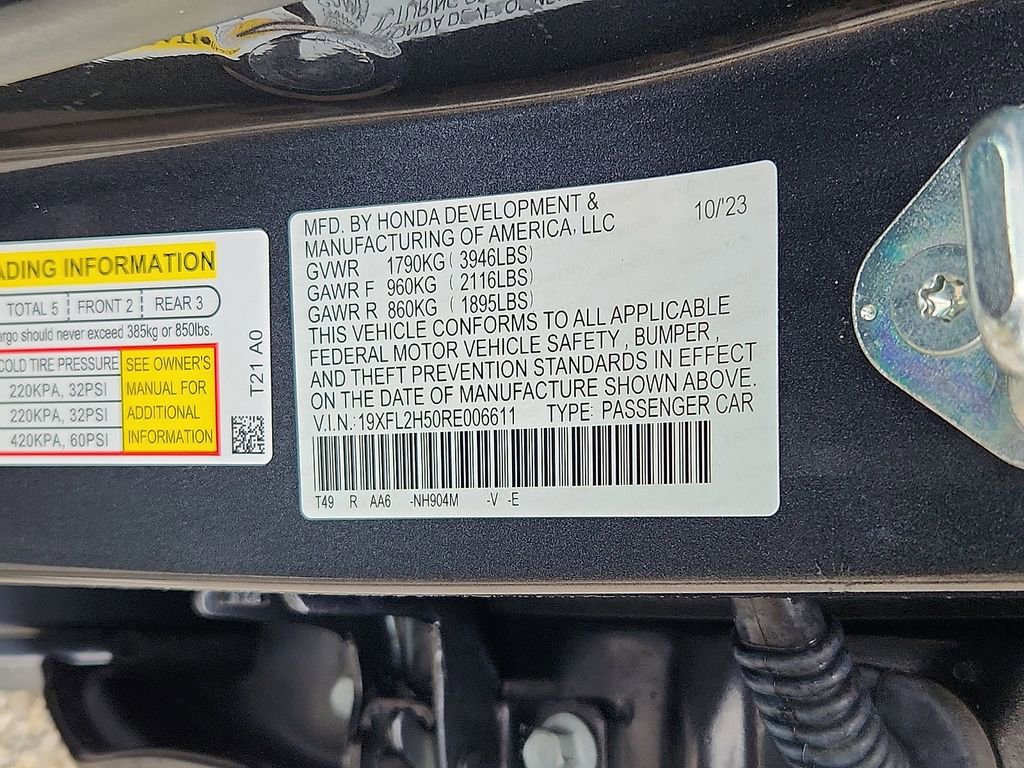 ADING INFORMATION
TOTAL 5 FRONT 2 REAR 3
argo should never exceed 385kg or 850lbs.
COLD TIRE PRESSURE
220KPA, 32PSI
220KPA, 32PSI
420KPA, 60PSI
SEE OWNER'S
MANUAL FOR
ADDITIONAL
INFORMATION
T21 A0
MFD. BY HONDA DEVELOPMENT & 10/'23
MANUFACTURING OF AMERICA, LLC
GVWR 1790KG ( 3946LBS)
GAWR F 960KG ( 2116LBS)
GAWR R 860KG ( 1895LBS)
THIS VEHICLE CONFORMS TO ALL APPLICABLE
FEDERAL MOTOR VEHICLE SAFETY, BUMPER,
AND THEFT PREVENTION STANDARDS IN EFFECT
ON THE DATE OF MANUFACTURE SHOWN ABOVE.
V.I.N.:19XFL2H50RE006611 TYPE: PASSENGER CAR
T49 R AA6 -NH904M -V -E